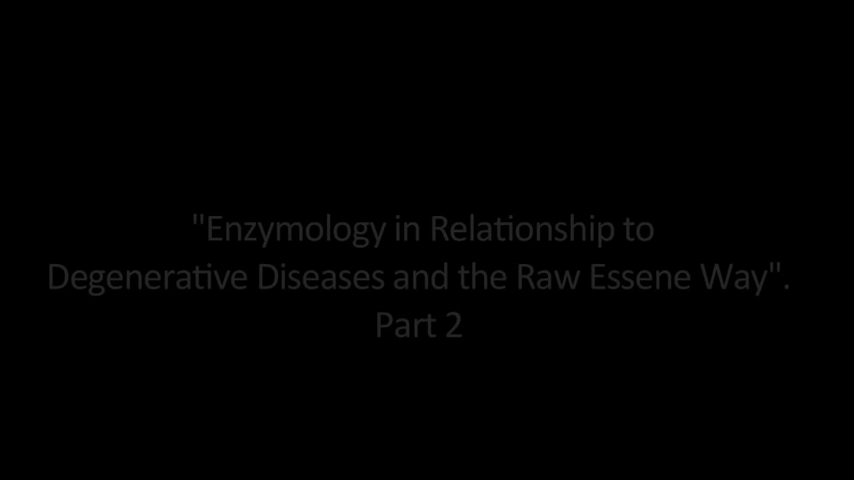 "Enzymology in Relationship to
Degenerative Diseases and the Raw Essene Way".
Part 2